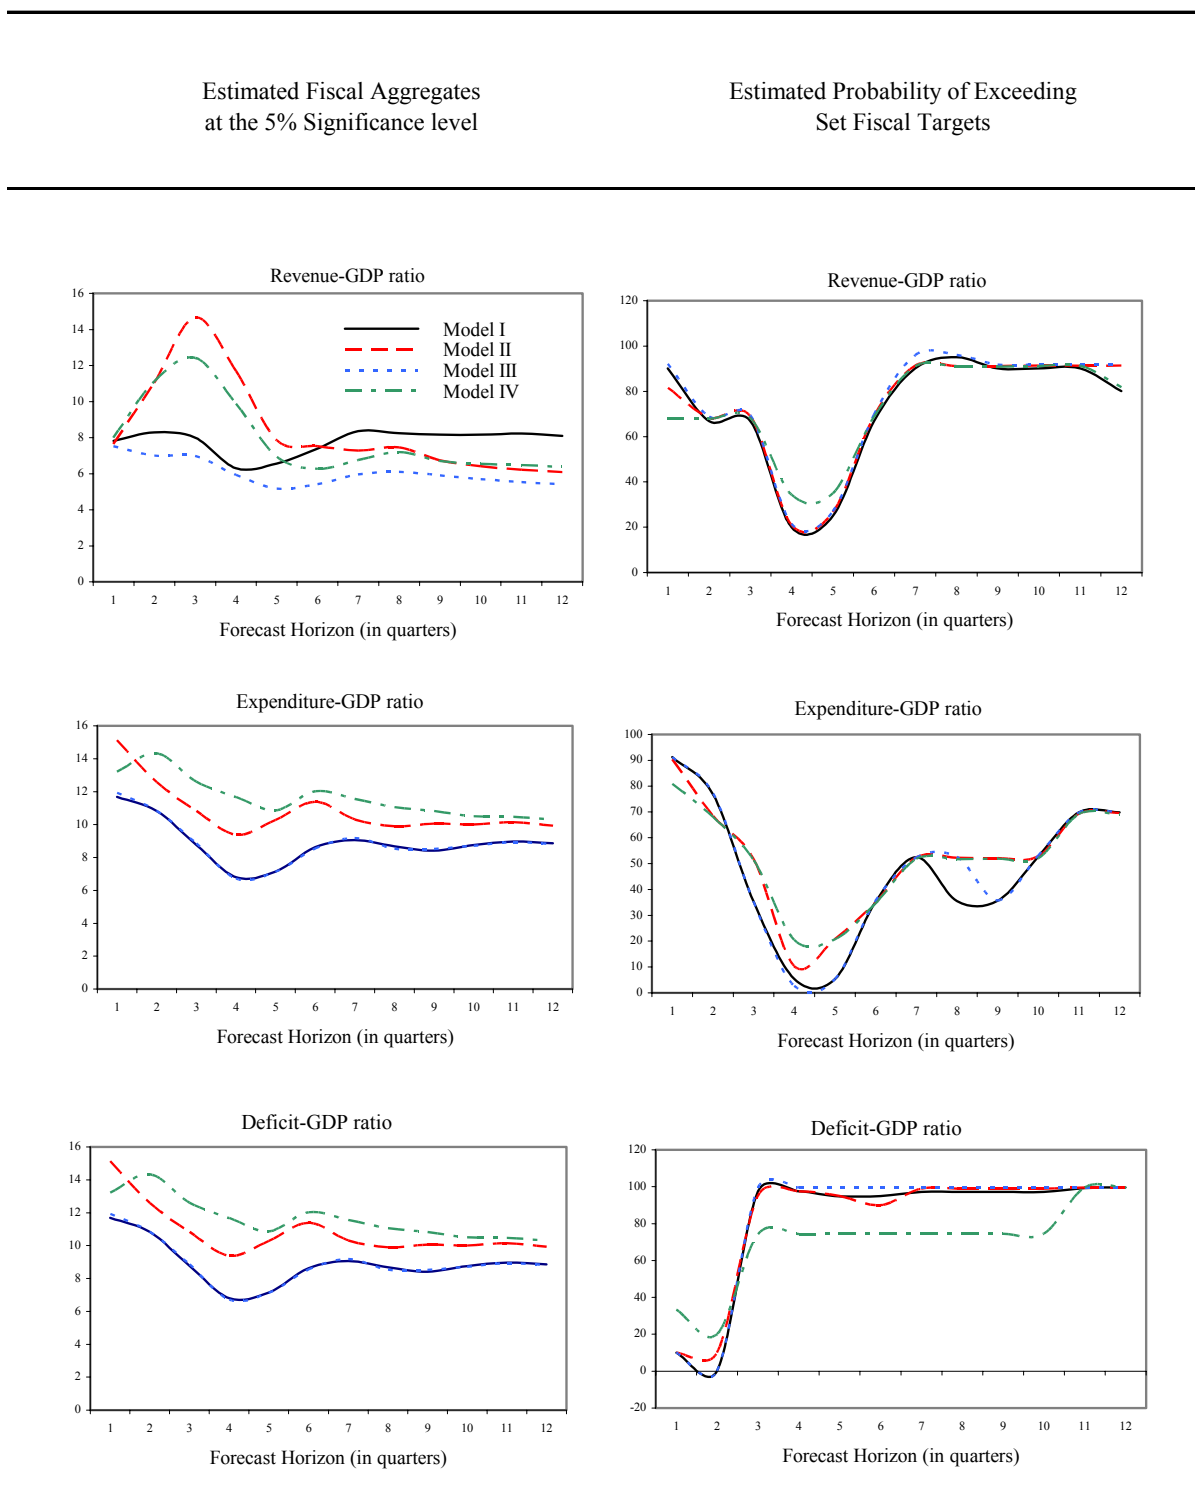 Estimated Fiscal Aggregates
at the 5% Significance level
Estimated Probability of Exceeding
Set Fiscal Targets
Revenue-GDP ratio
16
14
12
10
8
6
4
2
0
Model I
Model II
Model III
Model IV
1 2 3 4 5 6 7 8 9 10 11 12
Forecast Horizon (in quarters)
Revenue-GDP ratio
120
100
80
60
40
20
0
1 2 3 4 5 6 7 8 9 10 11 12
Forecast Horizon (in quarters)
Expenditure-GDP ratio
16
14
12
10
8
6
4
2
0
1 2 3 4 5 6 7 8 9 10 11 12
Forecast Horizon (in quarters)
Expenditure-GDP ratio
100
90
80
70
60
50
40
30
20
10
0
1 2 3 4 5 6 7 8 9 10 11 12
Forecast Horizon (in quarters)
Deficit-GDP ratio
16
14
12
10
8
6
4
2
0
1 2 3 4 5 6 7 8 9 10 11 12
Forecast Horizon (in quarters)
Deficit-GDP ratio
120
100
80
60
40
20
0
-20
1 2 3 4 5 6 7 8 9 10 11 12
Forecast Horizon (in quarters)